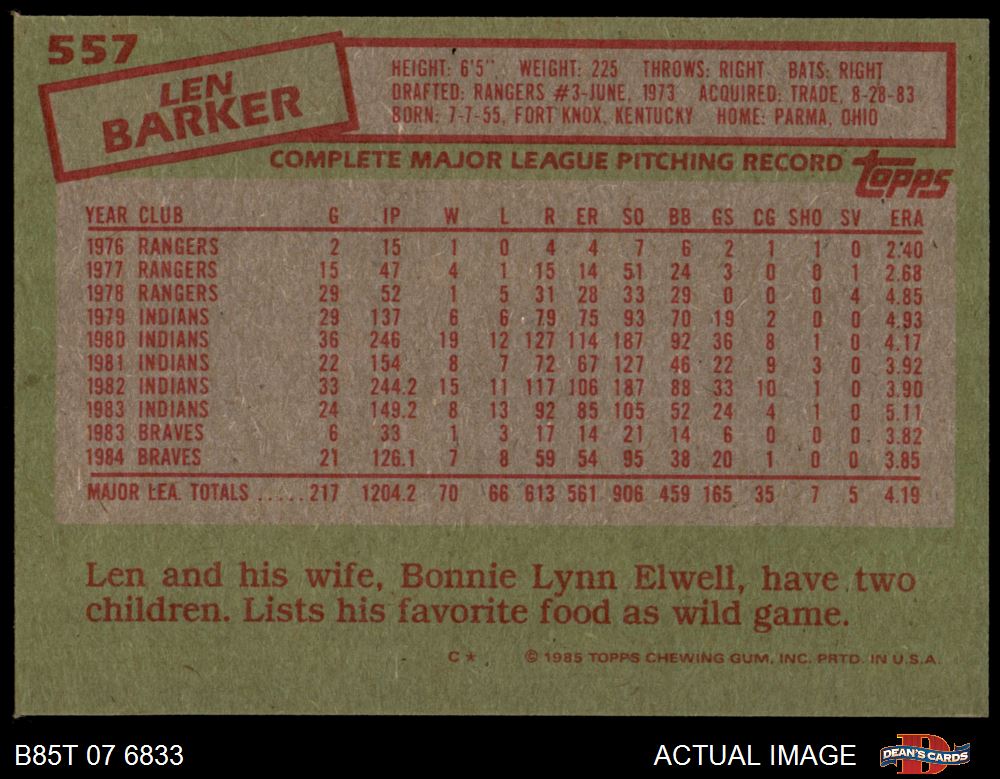 557
LEN
BARKER
HEIGHT: 6'5", WEIGHT: 225 THROWS: RIGHT BATS: RIGHT
DRAFTED: RANGERS #3-JUNE, 1973 ACQUIRED: TRADE, 8-28-83
BORN: 7-7-55, FORT KNOX, KENTUCKY HOME: PARMA, OHIO
COMPLETE MAJOR LEAGUE PITCHING RECORD
Topps
YEAR CLUB G IP W L R ER SO BB GS CG SHO SV ERA
1976 RANGERS 2 15 1 0 4 4 7 6 2 1 1 0 2.40
1977 RANGERS 15 47 4 1 15 14 51 24 3 0 0 1 2.68
1978 RANGERS 29 52 1 5 31 28 33 29 0 0 0 4 4.85
1979 INDIANS 29 137 6 6 79 75 93 70 19 2 0 0 4.93
1980 INDIANS 36 246 19 12 127 114 187 92 36 8 1 0 4.17
1981 INDIANS 22 154 8 7 72 67 127 46 22 9 3 0 3.92
1982 INDIANS 33 244.2 15 11 117 106 187 88 33 10 1 0 3.90
1983 INDIANS 24 149.2 8 13 92 85 105 52 24 4 1 0 5.11
1983 BRAVES 6 33 1 3 17 14 21 14 6 0 0 0 3.82
1984 BRAVES 21 126.1 7 8 59 54 95 38 20 1 0 0 3.85
MAJOR LEA. TOTALS .....217 1204.2 70 66 613 561 906 459 165 35 7 5 4.19
Len and his wife, Bonnie Lynn Elwell, have two
children. Lists his favorite food as wild game.
C* © 1985 TOPPS CHEWING GUM, INC. PRTD. IN U.S.A.
B85T 07 6833 ACTUAL IMAGE DEAN'S CARDS